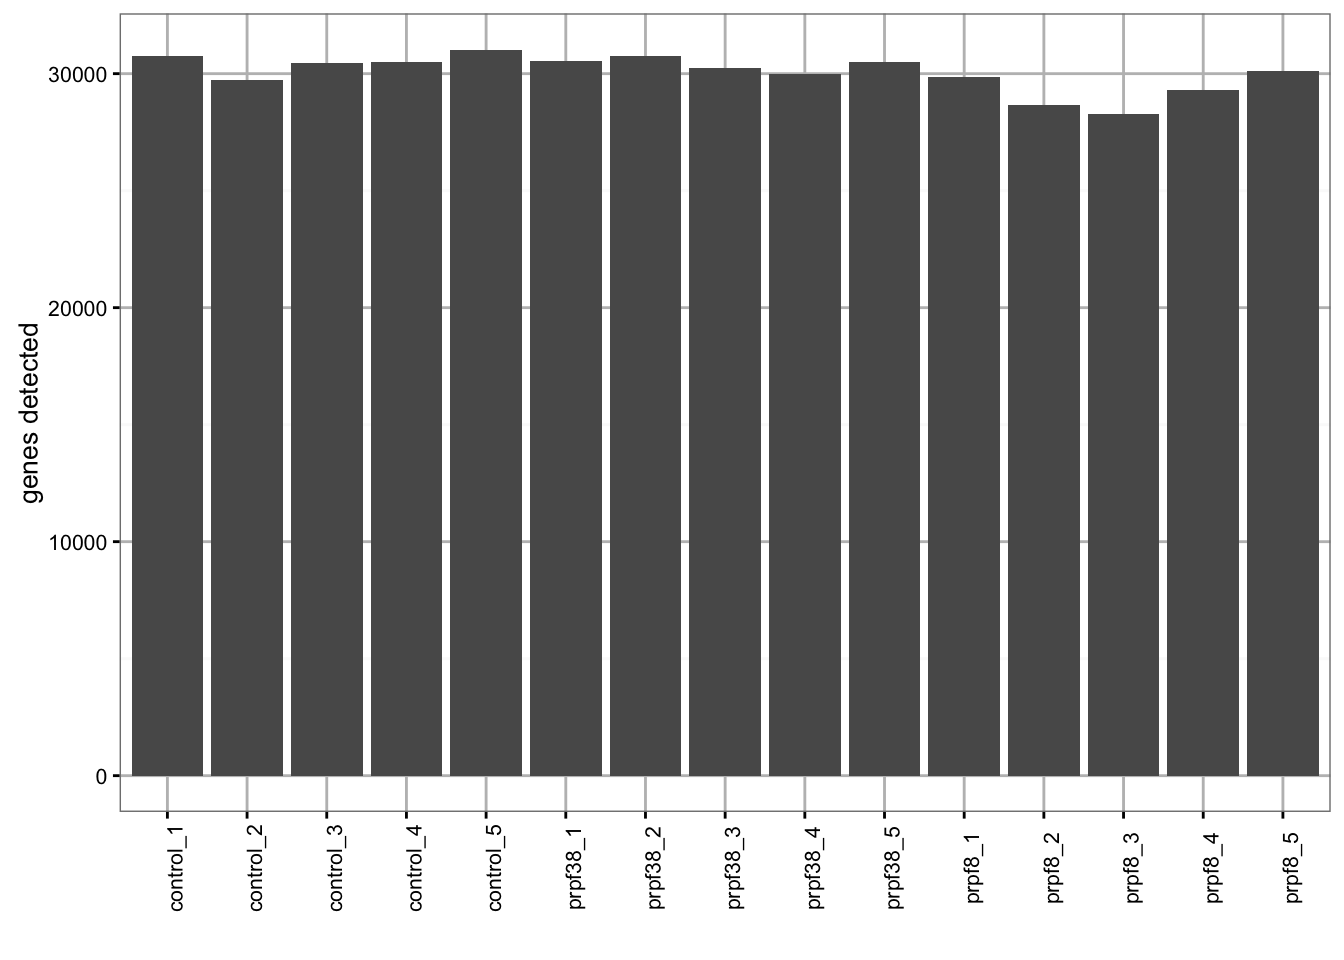 genes detected
30000
20000
10000
0
control_1
control_2
control_3
control_4
control_5
prpf38_1
prpf38_2
prpf38_3
prpf38_4
prpf38_5
prpf8_1
prpf8_2
prpf8_3
prpf8_4
prpf8_5